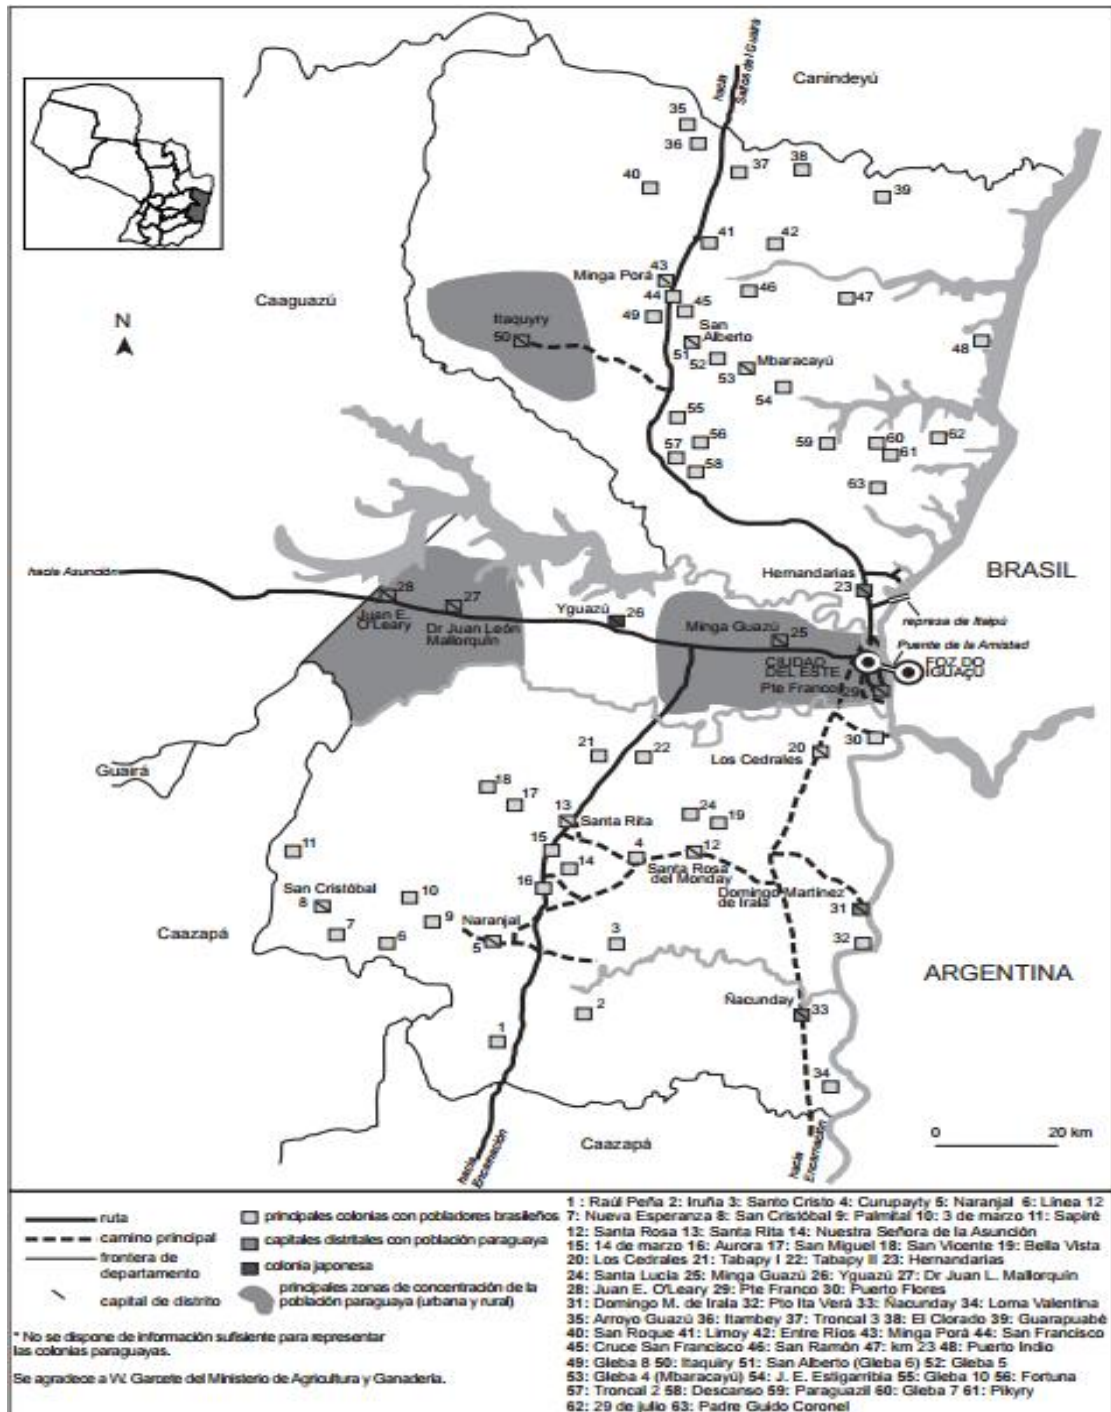 hacia
Saltos del Guaira
Canindeyú
35
36
37
38
39
40
41
42
43
Minga Porá
44
45
46
47
48
49
Caaguazú
N
Itaquyry
50
San
Alberto
51
52
Mbaracayú
53
54
55
56
57
58
59
60
61
62
63
BRASIL
Hernandarias
23
represa de Itaipú
Puente de la Amistad
hacia Asunción
28
Juan E.
O'Leary
27
Dr Juan León
Mallorquín
Yguazú
26
Minga Guazú
25
CIUDAD
DEL ESTE
FOZ DO
IGUAÇÚ
Pte Franco
29
30
20
Los Cedrales
Guairá
21
22
18
17
13
Santa Rita
24
19
15
14
4
12
Santa Rosa
del Monday
16
11
San Cristóbal
8
10
9
7
6
Naranjal
5
3
Domingo Martínez
de Irala
31
32
Caazapá
ARGENTINA
Ñacunday
33
2
1
34
Caazapá
hacia
Encarnación
hacia
Encarnación
0 20 km
ruta
camino principal
frontera de
departamento
capital de distrito
principales colonias con pobladores brasileños
capitales distritales con población paraguaya
colonia japonesa
principales zonas de concentración de la
población paraguaya (urbana y rural)
* No se dispone de información sufisiente para representar
las colonias paraguayas.
Se agradece a W. Garcete del Ministerio de Agricultura y Ganadería.
1 : Raúl Peña 2: Iruña 3: Santo Cristo 4: Curupayty 5: Naranjal 6: Línea 12
7: Nueva Esperanza 8: San Cristóbal 9: Palmital 10: 3 de marzo 11: Sapiré
12: Santa Rosa 13: Santa Rita 14: Nuestra Señora de la Asunción
15: 14 de marzo 16: Aurora 17: San Miguel 18: San Vicente 19: Bella Vista
20: Los Cedrales 21: Tabapy I 22: Tabapy II 23: Hernandarias
24: Santa Lucia 25: Minga Guazú 26: Yguazú 27: Dr Juan L. Mallorquín
28: Juan E. O'Leary 29: Pte Franco 30: Puerto Flores
31: Domingo M. de Irala 32: Pto Ita Verá 33: Ñacunday 34: Loma Valentina
35: Arroyo Guazú 36: Itambey 37: Troncal 3 38: El Clorado 39: Guarapuabé
40: San Roque 41: Limoy 42: Entre Ríos 43: Minga Porá 44: San Francisco
45: Cruce San Francisco 46: San Ramón 47: km 23 48: Puerto Indio
49: Gleba 8 50: Itaquiry 51: San Alberto (Gleba 6) 52: Gleba 5
53: Gleba 4 (Mbaracayú) 54: J. E. Estigarribia 55: Gleba 10 56: Fortuna
57: Troncal 2 58: Descanso 59: Paraguazil 60: Gleba 7 61: Pikyry
62: 29 de julio 63: Padre Guido Coronel